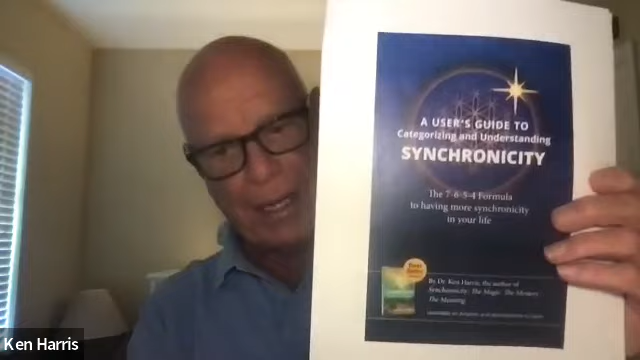 A USER'S GUIDE TO
Categorizing and Understanding
SYNCHRONICITY
The 7-6-5-4 Formula
to having more synchronicity
in your life
By Dr. Ken Harris, the author of
Synchronicity: The Magic. The Mystery.
The Meaning.
Ken Harris